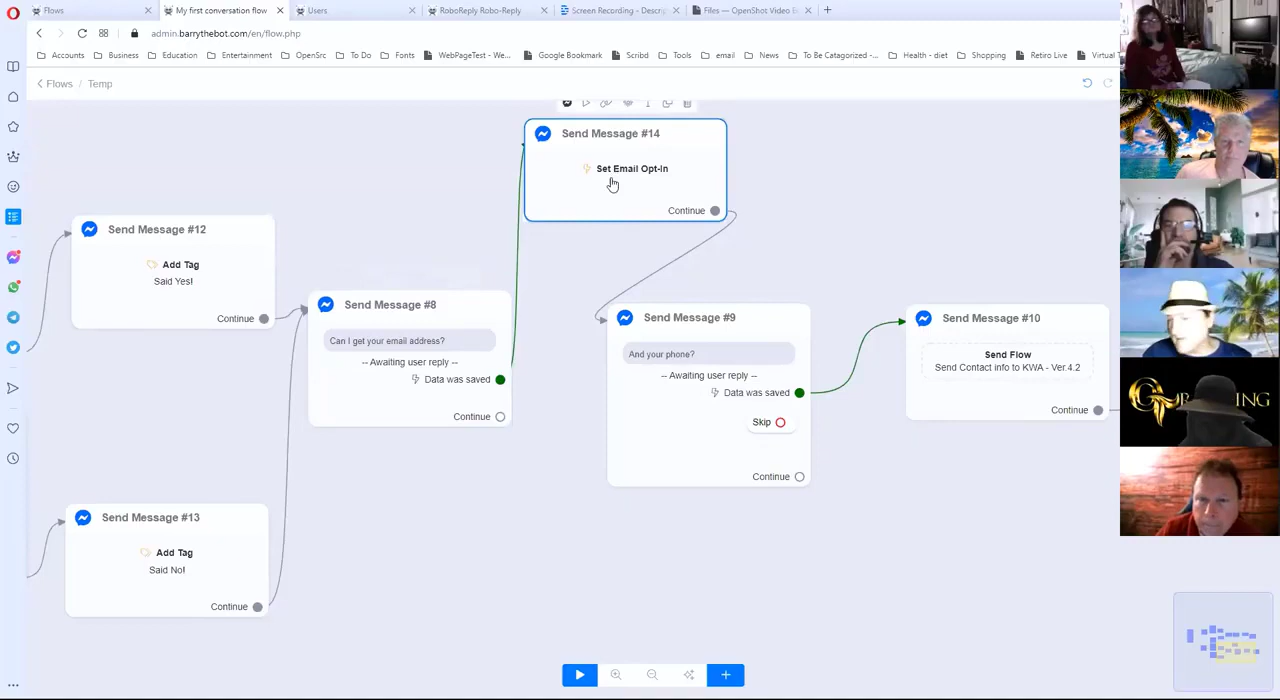 Flows
My first conversation flow
Users
RoboReply Robo-Reply
Screen Recording – Descrip
Files — OpenShot Video E
admin.barrythebot.com/en/flow.php
Accounts
Business
Education
Entertainment
OpenSrc
To Do
Fonts
WebPageTest - We...
Google Bookmark
Scribd
Tools
email
News
To Be Catagorized -...
Health - diet
Shopping
Retiro Live
Virtual T
Flows / Temp
Send Message #14
Set Email Opt-In
Continue
Send Message #12
Add Tag
Said Yes!
Continue
Send Message #8
Can I get your email address?
-- Awaiting user reply --
Data was saved
Continue
Send Message #9
And your phone?
-- Awaiting user reply --
Data was saved
Skip
Continue
Send Message #10
Send Flow
Send Contact info to KWA - Ver.4.2
Continue
Send Message #13
Add Tag
Said No!
Continue